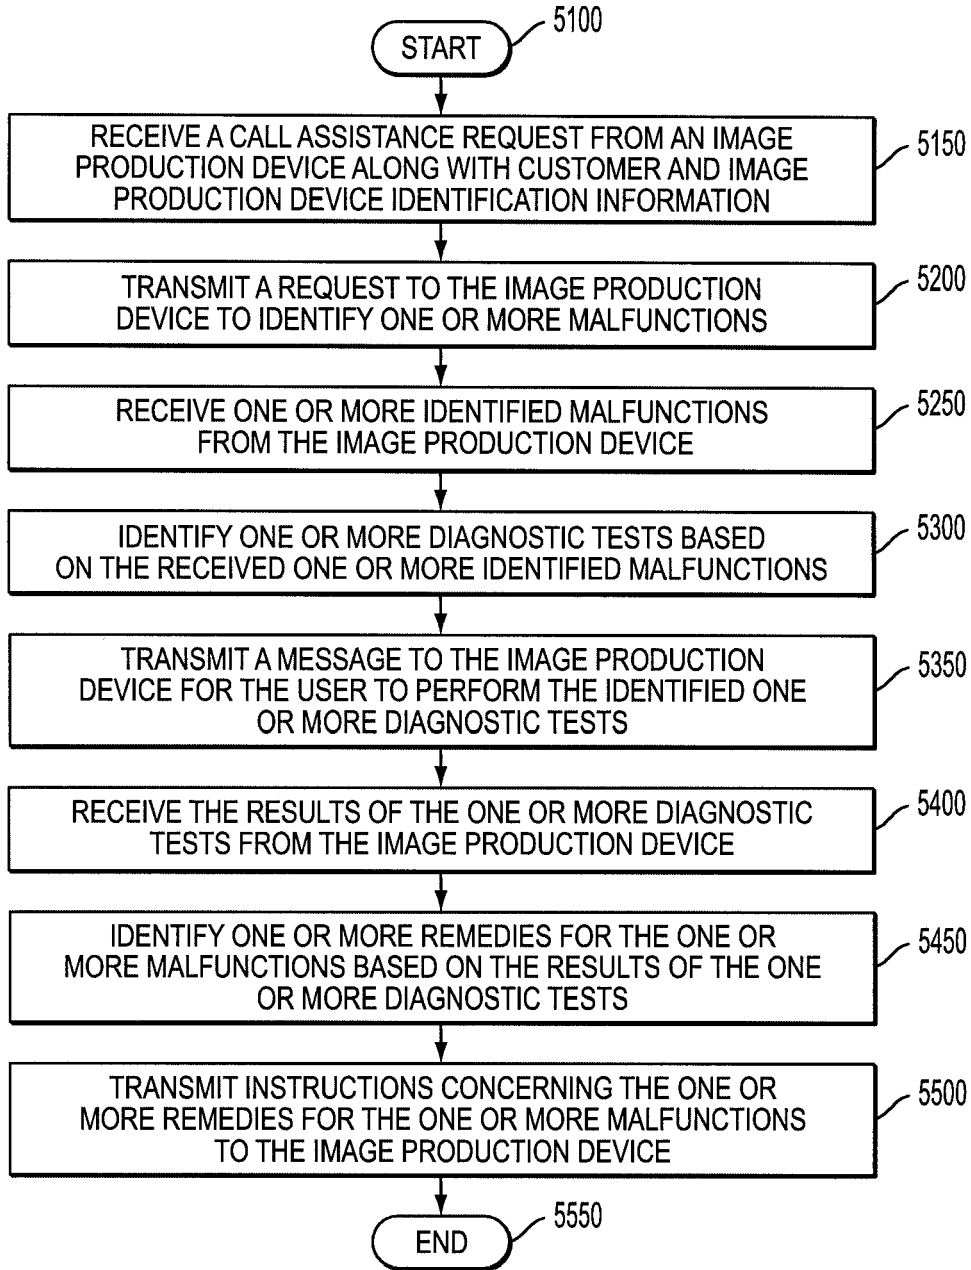 START
5100
RECEIVE A CALL ASSISTANCE REQUEST FROM AN IMAGE
PRODUCTION DEVICE ALONG WITH CUSTOMER AND IMAGE
PRODUCTION DEVICE IDENTIFICATION INFORMATION
5150
TRANSMIT A REQUEST TO THE IMAGE PRODUCTION
DEVICE TO IDENTIFY ONE OR MORE MALFUNCTIONS
5200
RECEIVE ONE OR MORE IDENTIFIED MALFUNCTIONS
FROM THE IMAGE PRODUCTION DEVICE
5250
IDENTIFY ONE OR MORE DIAGNOSTIC TESTS BASED
ON THE RECEIVED ONE OR MORE IDENTIFIED MALFUNCTIONS
5300
TRANSMIT A MESSAGE TO THE IMAGE PRODUCTION
DEVICE FOR THE USER TO PERFORM THE IDENTIFIED ONE
OR MORE DIAGNOSTIC TESTS
5350
RECEIVE THE RESULTS OF THE ONE OR MORE DIAGNOSTIC
TESTS FROM THE IMAGE PRODUCTION DEVICE
5400
IDENTIFY ONE OR MORE REMEDIES FOR THE ONE OR
MORE MALFUNCTIONS BASED ON THE RESULTS OF THE ONE
OR MORE DIAGNOSTIC TESTS
5450
TRANSMIT INSTRUCTIONS CONCERNING THE ONE OR
MORE REMEDIES FOR THE ONE OR MORE MALFUNCTIONS
TO THE IMAGE PRODUCTION DEVICE
5500
END
5550